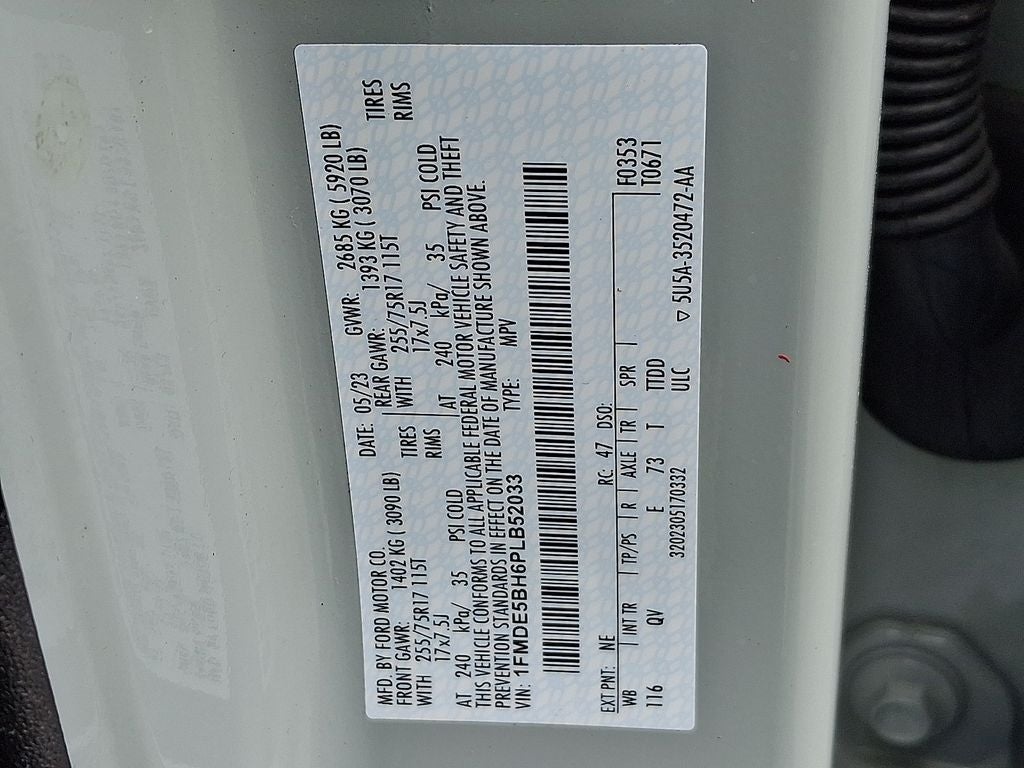 MFD. BY FORD MOTOR CO. DATE: 05/23 GVWR: 2685 KG ( 5920 LB)
FRONT GAWR: 1402 KG ( 3090 LB) REAR GAWR: 1393 KG ( 3070 LB)
WITH 255/75R17 115T TIRES WITH 255/75R17 115T TIRES
17x7.5J RIMS 17x7.5J RIMS
AT 240 kPa/ 35 PSI COLD AT 240 kPa/ 35 PSI COLD
THIS VEHICLE CONFORMS TO ALL APPLICABLE FEDERAL MOTOR VEHICLE SAFETY AND THEFT
PREVENTION STANDARDS IN EFFECT ON THE DATE OF MANUFACTURE SHOWN ABOVE.
VIN: 1FMDE5BH6PLB52033 TYPE: MPV
EXT PNT: NE RC: 47 DSO: F0353
WB | INT TR | TP/PS | R | AXLE | TR | SPR | T0671
116 QV E 73 T TTDD
3202305170332 ULC ▽ 5U5A-3520472-AA